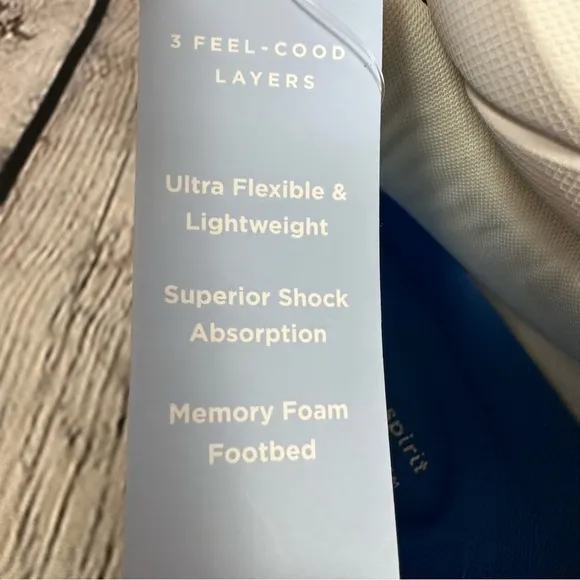 3 FEEL-COOD
LAYERS
Ultra Flexible &
Lightweight
Superior Shock
Absorption
Memory Foam
Footbed
spirit